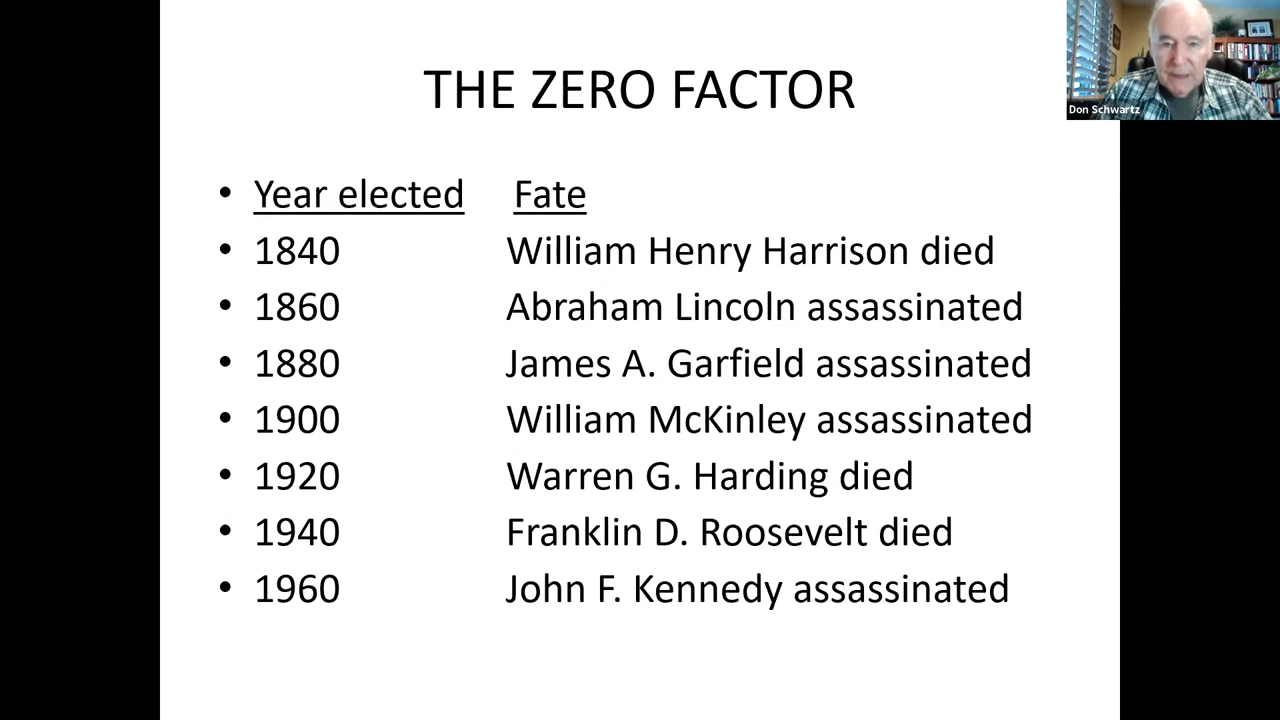 THE ZERO FACTOR
Don Schwartz
• Year elected Fate
• 1840 William Henry Harrison died
• 1860 Abraham Lincoln assassinated
• 1880 James A. Garfield assassinated
• 1900 William McKinley assassinated
• 1920 Warren G. Harding died
• 1940 Franklin D. Roosevelt died
• 1960 John F. Kennedy assassinated